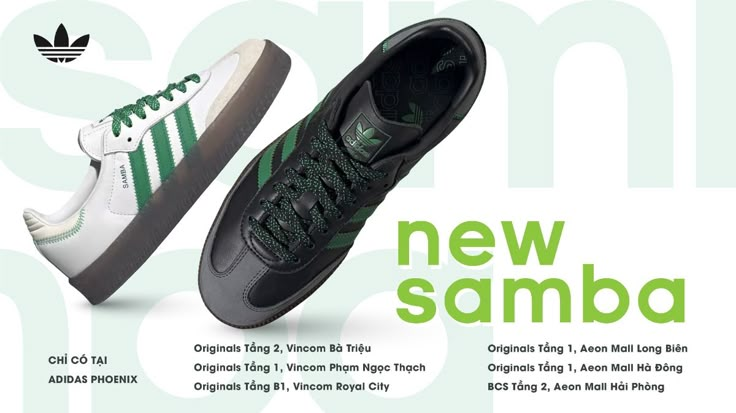 SAMBA
adidas
new
samba
CHỈ CÓ TẠI
ADIDAS PHOENIX
Originals Tầng 2, Vincom Bà Triệu
Originals Tầng 1, Vincom Phạm Ngọc Thạch
Originals Tầng B1, Vincom Royal City
Originals Tầng 1, Aeon Mall Long Biên
Originals Tầng 1, Aeon Mall Hà Đông
BCS Tầng 2, Aeon Mall Hải Phòng